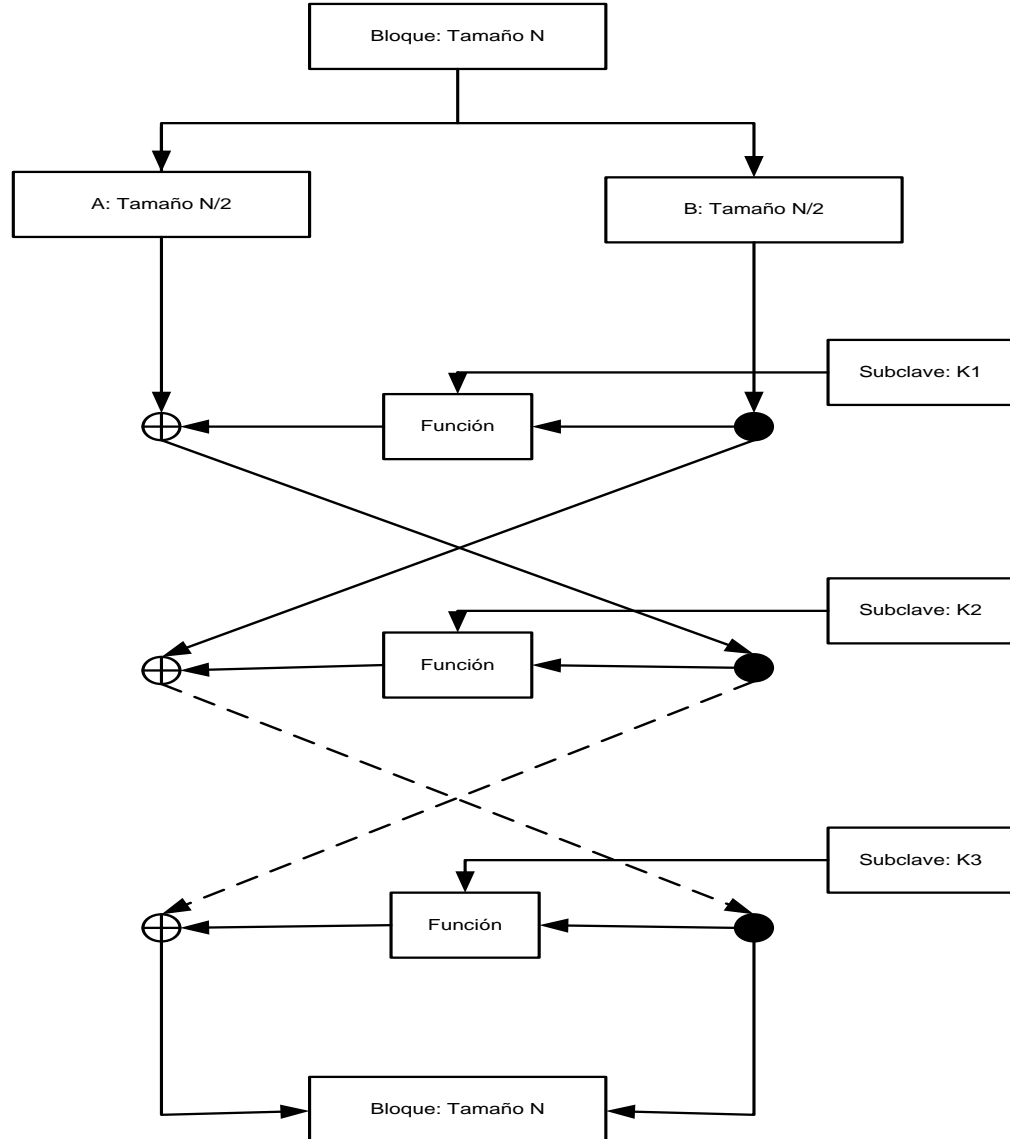 Bloque: Tamaño N
A: Tamaño N/2
B: Tamaño N/2
Subclave: K1
Función
Subclave: K2
Función
Subclave: K3
Función
Bloque: Tamaño N